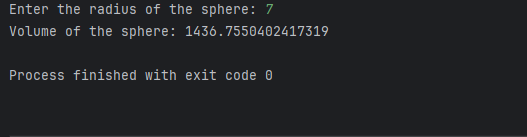 Enter the radius of the sphere: 7
Volume of the sphere: 1436.7550402417319
Process finished with exit code 0